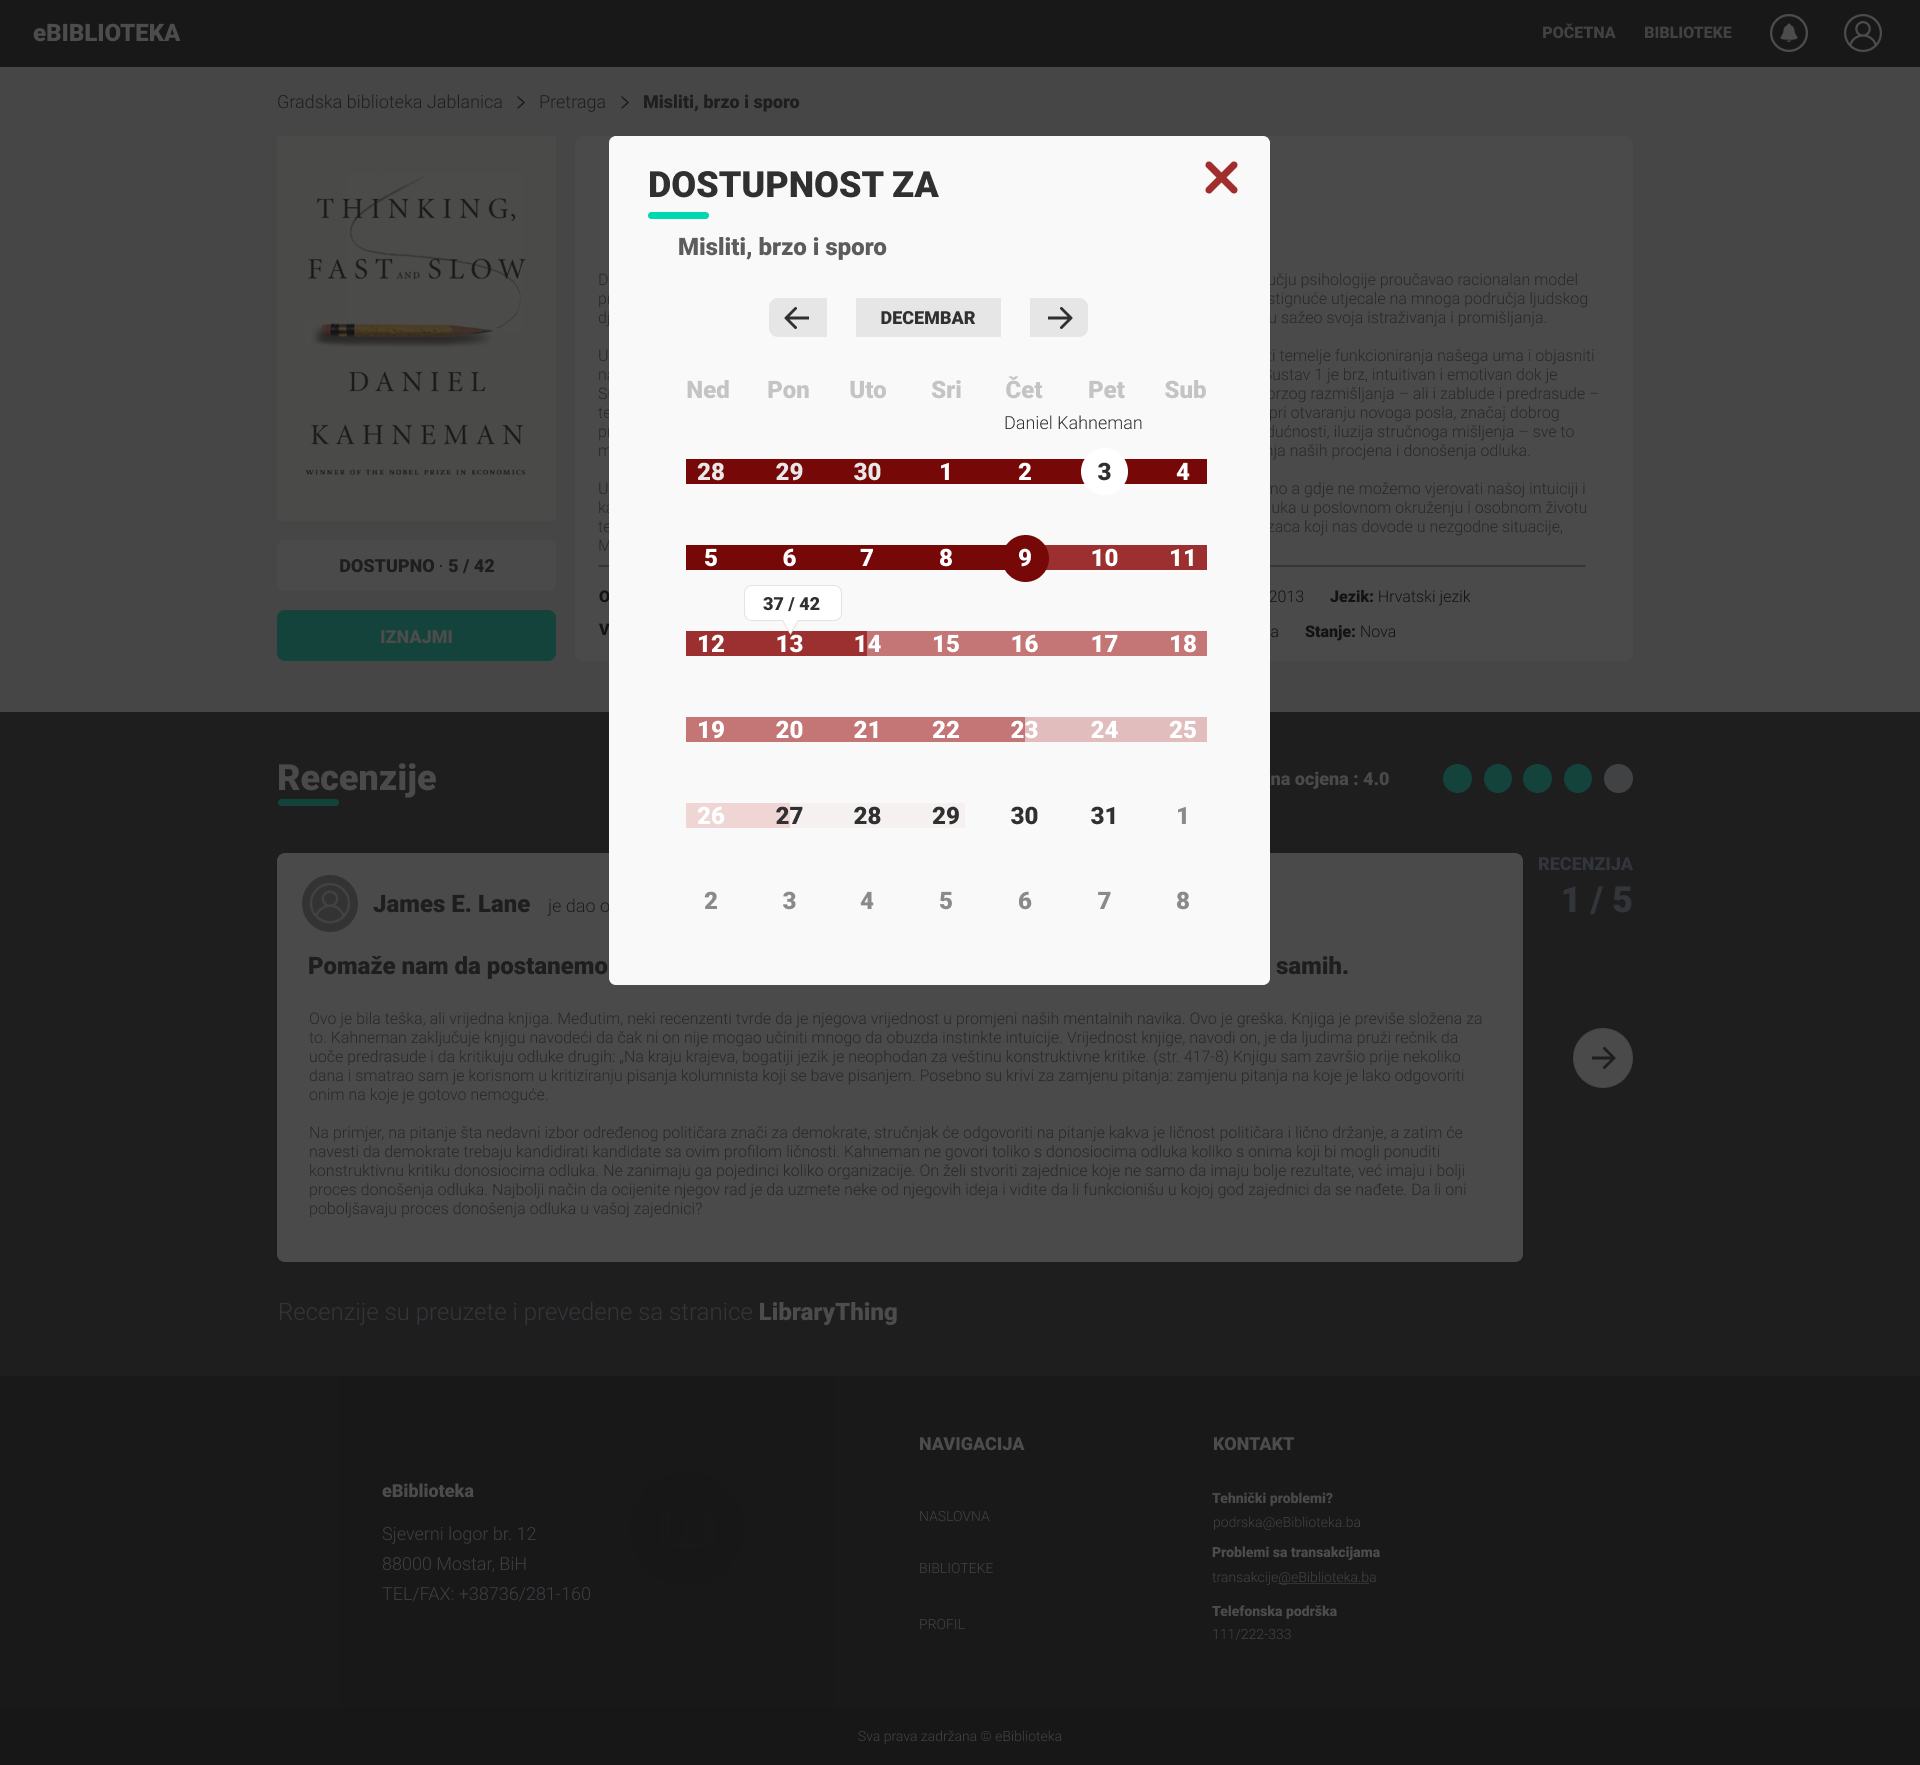 eBIBLIOTEKA
POČETNA BIBLIOTEKE
Gradska biblioteka Jablanica > Pretraga > Misliti, brzo i sporo
THINKING,
FAST AND SLOW
DANIEL
KAHNEMAN
WINNER OF THE NOBEL PRIZE IN ECONOMICS
DOSTUPNO · 5 / 42
IZNAJMI
DOSTUPNOST ZA
Misliti, brzo i sporo
DECEMBAR
Ned Pon Uto Sri Čet Pet Sub
Daniel Kahneman
28 29 30 1 2 3 4
5 6 7 8 9 10 11
37 / 42
12 13 14 15 16 17 18
19 20 21 22 23 24 25
26 27 28 29 30 31 1
2 3 4 5 6 7 8
psihologije proučavao racionalan model
utjecale na mnoga područja ljudskog
sažeo svoja istraživanja i promišljanja.
temelje funkcioniranja našega uma i objasniti
1 je brz, intuitivan i emotivan dok je
razmišljanja – ali i zablude i predrasude –
otvaranju novoga posla, značaj dobrog
iluzija stručnoga mišljenja – sve to
naših procjena i donošenja odluka.
a gdje ne možemo vjerovati našoj intuiciji i
u poslovnom okruženju i osobnom životu
koji nas dovode u nezgodne situacije,
2013 Jezik: Hrvatski jezik
Stanje: Nova
Recenzije
ocjena : 4.0
RECENZIJA
1 / 5
James E. Lane je dao
Pomaže nam da postanemo
samih.
Ovo je bila teška, ali vrijedna knjiga. Međutim, neki recenzenti tvrde da je njegova vrijednost u promjeni naših mentalnih navika. Ovo je greška. Knjiga je previše složena za
to. Kahneman zaključuje knjigu navodeći da čak ni on nije mogao učiniti mnogo da obuzda instinkte intuicije. Vrijednost knjige, navodi on, je da ljudima pruži rečnik da
uoče predrasude i da kritikuju odluke drugih: „Na kraju krajeva, bogatiji jezik je neophodan za veštinu konstruktivne kritike. (str. 417-8) Knjigu sam završio prije nekoliko
dana i smatrao sam je korisnom u kritiziranju pisanja kolumnista koji se bave pisanjem. Posebno su krivi za zamjenu pitanja: zamjenu pitanja na koje je lako odgovoriti
onim na koje je gotovo nemoguće.
Na primjer, na pitanje šta nedavni izbor određenog političara znači za demokrate, stručnjak će odgovoriti na pitanje kakva je ličnost političara i lično držanje, a zatim će
navesti da demokrate trebaju kandidirati kandidate sa ovim profilom ličnosti. Kahneman ne govori toliko s donosiocima odluka koliko s onima koji bi mogli ponuditi
konstruktivnu kritiku donosiocima odluka. Ne zanimaju ga pojedinci koliko organizacije. On želi stvoriti zajednice koje ne samo da imaju bolje rezultate, već imaju i bolji
proces donošenja odluka. Najbolji način da ocijenite njegov rad je da uzmete neke od njegovih ideja i vidite da li funkcionišu u kojoj god zajednici da se nađete. Da li oni
poboljšavaju proces donošenja odluka u vašoj zajednici?
Recenzije su preuzete i prevedene sa stranice LibraryThing
eBiblioteka
Sjeverni logor br. 12
88000 Mostar, BiH
TEL/FAX: +38736/281-160
NAVIGACIJA
NASLOVNA
BIBLIOTEKE
PROFIL
KONTAKT
Tehnički problemi?
podrska@eBiblioteka.ba
Problemi sa transakcijama
transakcije@eBiblioteka.ba
Telefonska podrška
111/222-333
Sva prava zadržana © eBiblioteka